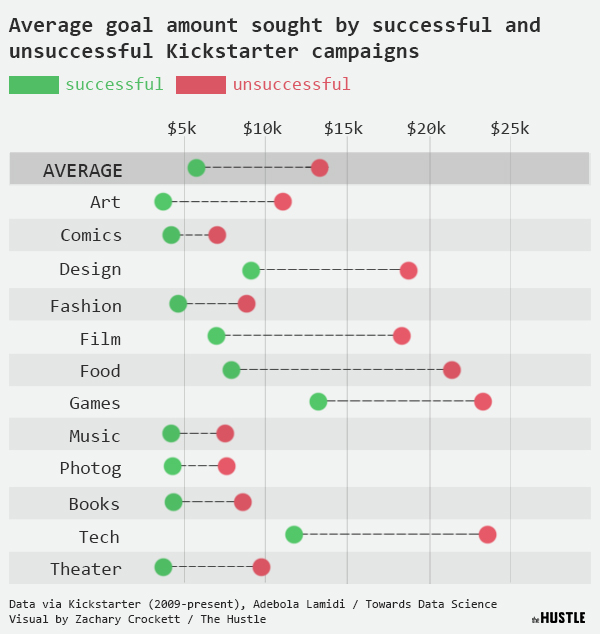 Average goal amount sought by successful and
unsuccessful Kickstarter campaigns
successful unsuccessful
$5k $10k $15k $20k $25k
AVERAGE
Art
Comics
Design
Fashion
Film
Food
Games
Music
Photog
Books
Tech
Theater
Data via Kickstarter (2009-present), Adebola Lamidi / Towards Data Science
Visual by Zachary Crockett / The Hustle
the HUSTLE